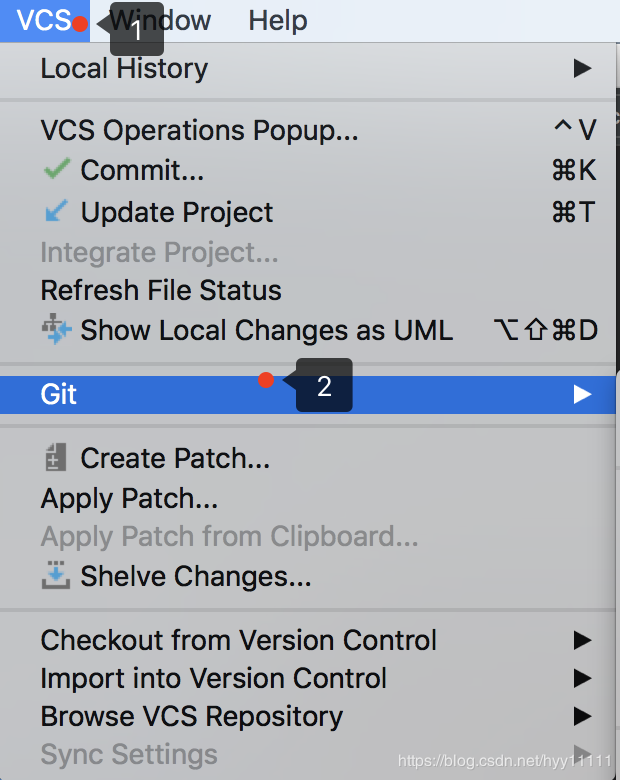 VCS Window Help
1
Local History
VCS Operations Popup... ^V
Commit... ⌘K
Update Project ⌘T
Integrate Project...
Refresh File Status
Show Local Changes as UML ⌥⇧⌘D
2
Git
Create Patch...
Apply Patch...
Apply Patch from Clipboard...
Shelve Changes...
Checkout from Version Control
Import into Version Control
Browse VCS Repository
Sync Settings
https://blog.csdn.net/hyy11111